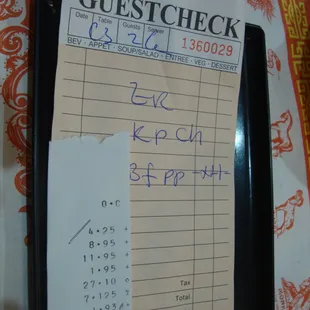 GUESTCHECK
Date Table Guests Server
1360029
BEV - APPET - SOUP/SALAD - ENTREE - VEG - DESSERT
ER
KP Ch
Bf PP
0·C
4·25 +
8·95 +
11·95 +
1·95 +
27·10
7·125
Tax
Total